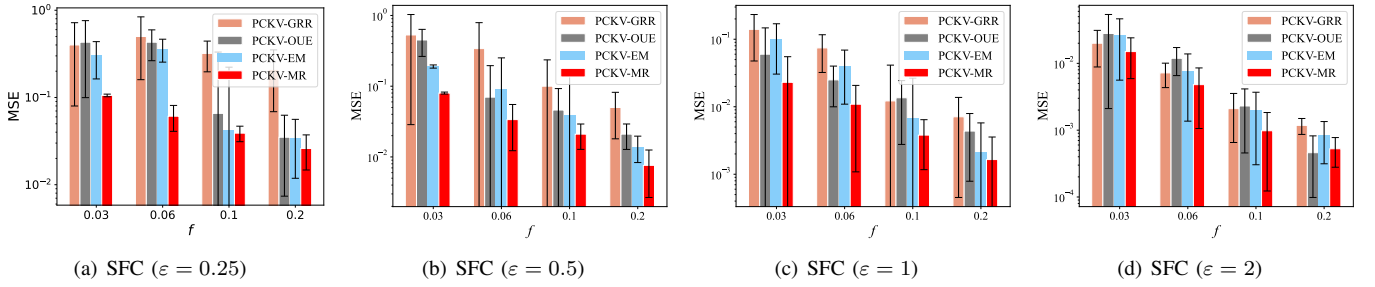 MSE
10^0
10^-1
10^-2
0.03 0.06 0.1 0.2
f
PCKV-GRR
PCKV-OUE
PCKV-EM
PCKV-MR
(a) SFC (ε = 0.25)
MSE
10^0
10^-1
10^-2
0.03 0.06 0.1 0.2
f
PCKV-GRR
PCKV-OUE
PCKV-EM
PCKV-MR
(b) SFC (ε = 0.5)
MSE
10^-1
10^-2
10^-3
0.03 0.06 0.1 0.2
f
PCKV-GRR
PCKV-OUE
PCKV-EM
PCKV-MR
(c) SFC (ε = 1)
MSE
10^-2
10^-3
10^-4
0.03 0.06 0.1 0.2
f
PCKV-GRR
PCKV-OUE
PCKV-EM
PCKV-MR
(d) SFC (ε = 2)